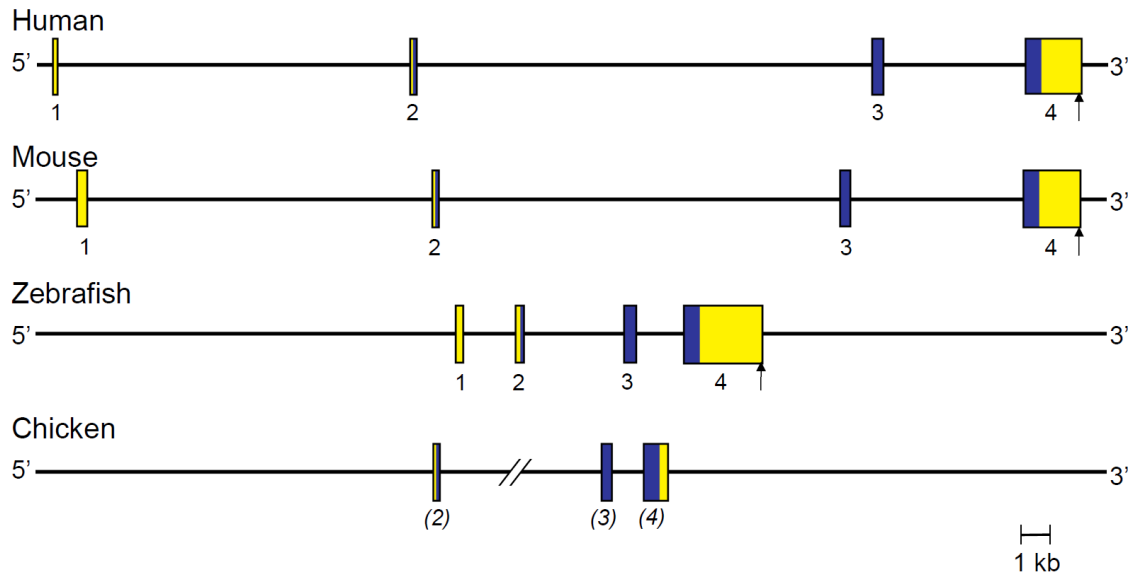 Human
5’ 3’
1 2 3 4
Mouse
5’ 3’
1 2 3 4
Zebrafish
5’ 3’
1 2 3 4
Chicken
5’ 3’
(2) (3) (4)
1 kb